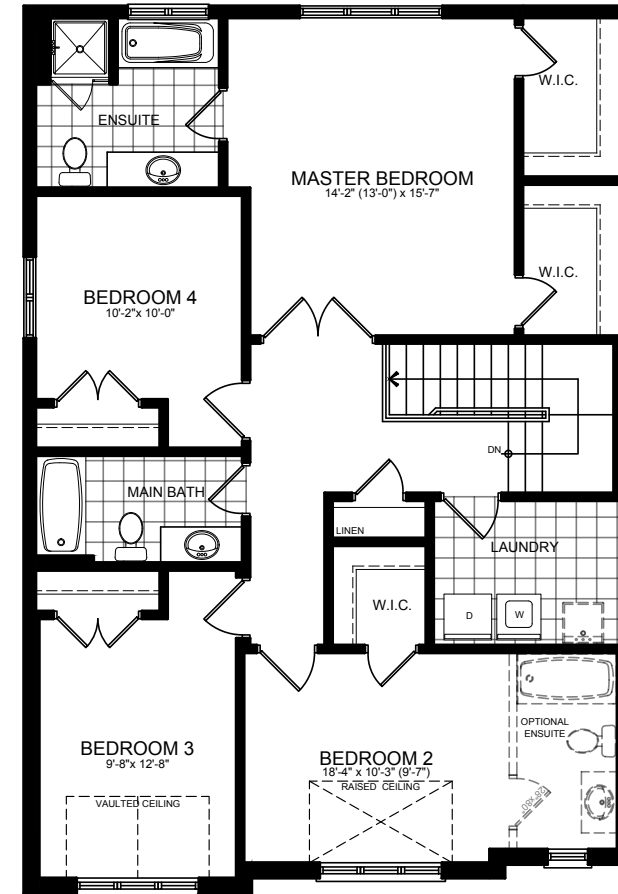 W.I.C.
ENSUITE
MASTER BEDROOM
14'-2" (13'-0") x 15'-7"
W.I.C.
BEDROOM 4
10'-2"x 10'-0"
DN
MAIN BATH
LINEN
LAUNDRY
D
W
W.I.C.
BEDROOM 3
9'-8"x 12'-8"
VAULTED CEILING
BEDROOM 2
18'-4" x 10'-3" (9'-7")
RAISED CEILING
OPTIONAL
ENSUITE